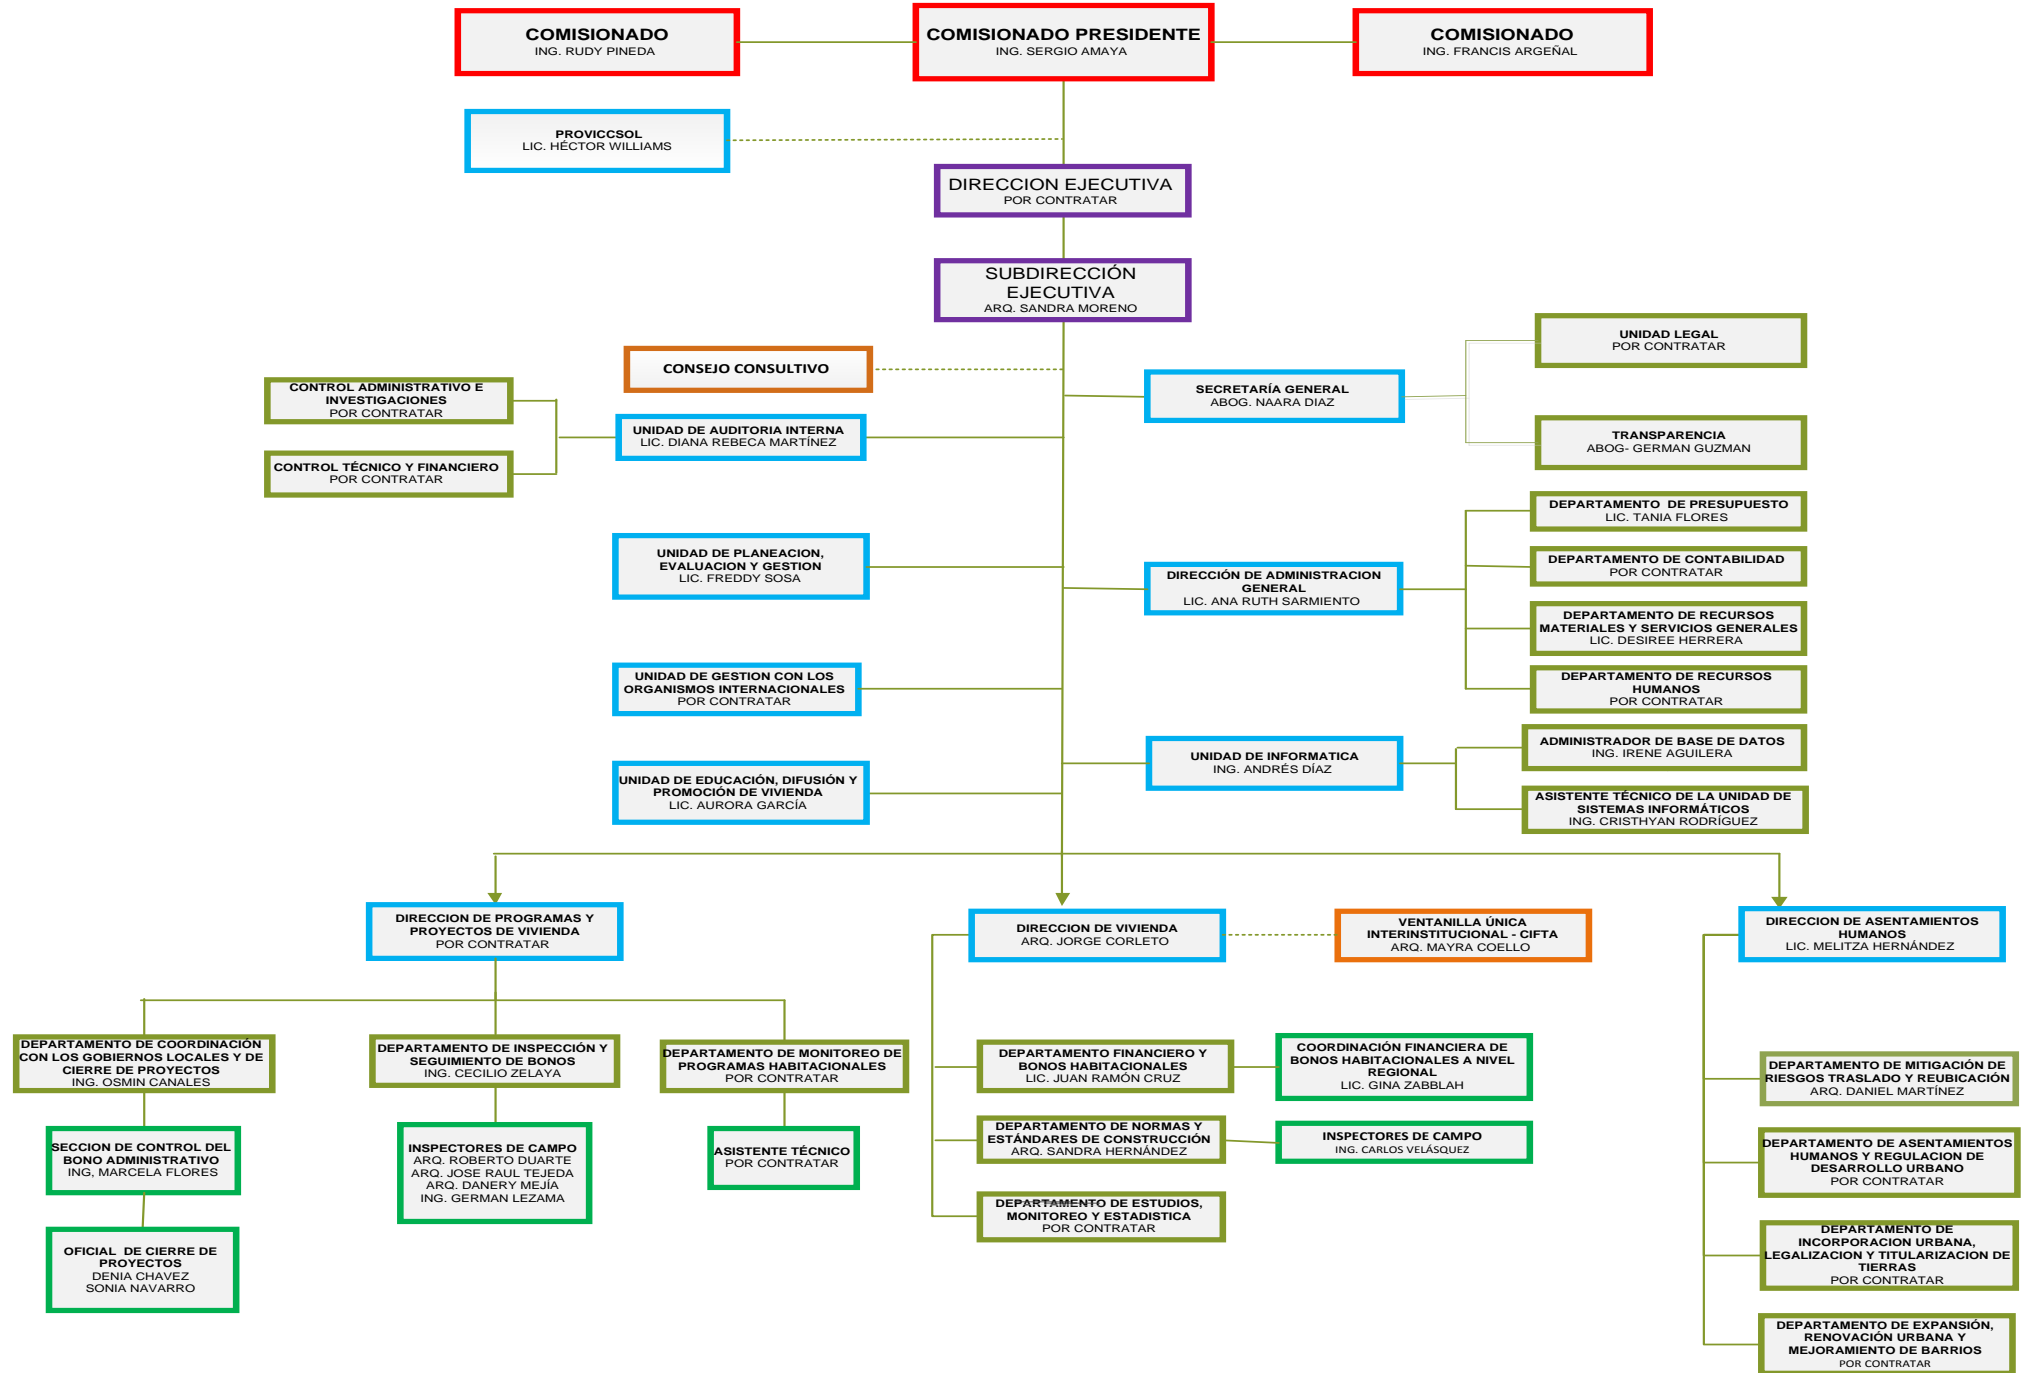 COMISIONADO
ING. RUDY PINEDA
COMISIONADO PRESIDENTE
ING. SERGIO AMAYA
COMISIONADO
ING. FRANCIS ARGEÑAL
PROVICCSOL
LIC. HÉCTOR WILLIAMS
DIRECCION EJECUTIVA
POR CONTRATAR
SUBDIRECCIÓN
EJECUTIVA
ARQ. SANDRA MORENO
CONSEJO CONSULTIVO
CONTROL ADMINISTRATIVO E
INVESTIGACIONES
POR CONTRATAR
UNIDAD DE AUDITORIA INTERNA
LIC. DIANA REBECA MARTÍNEZ
CONTROL TÉCNICO Y FINANCIERO
POR CONTRATAR
SECRETARÍA GENERAL
ABOG. NAARA DIAZ
UNIDAD LEGAL
POR CONTRATAR
TRANSPARENCIA
ABOG- GERMAN GUZMAN
UNIDAD DE PLANEACION,
EVALUACION Y GESTION
LIC. FREDDY SOSA
DIRECCIÓN DE ADMINISTRACION
GENERAL
LIC. ANA RUTH SARMIENTO
DEPARTAMENTO  DE PRESUPUESTO
LIC. TANIA FLORES
DEPARTAMENTO DE CONTABILIDAD
POR CONTRATAR
DEPARTAMENTO DE RECURSOS
MATERIALES Y SERVICIOS GENERALES
LIC. DESIREE HERRERA
DEPARTAMENTO DE RECURSOS
HUMANOS
POR CONTRATAR
UNIDAD DE GESTION CON LOS
ORGANISMOS INTERNACIONALES
POR CONTRATAR
UNIDAD DE INFORMATICA
ING. ANDRÉS DÍAZ
ADMINISTRADOR DE BASE DE DATOS
ING. IRENE AGUILERA
ASISTENTE TÉCNICO DE LA UNIDAD DE
SISTEMAS INFORMÁTICOS
ING. CRISTHYAN RODRÍGUEZ
UNIDAD DE EDUCACIÓN, DIFUSIÓN Y
PROMOCIÓN DE VIVIENDA
LIC. AURORA GARCÍA
DIRECCION DE PROGRAMAS Y
PROYECTOS DE VIVIENDA
POR CONTRATAR
DIRECCION DE VIVIENDA
ARQ. JORGE CORLETO
VENTANILLA ÚNICA
INTERINSTITUCIONAL - CIFTA
ARQ. MAYRA COELLO
DIRECCION DE ASENTAMIENTOS
HUMANOS
LIC. MELITZA HERNÁNDEZ
DEPARTAMENTO DE COORDINACIÓN
CON LOS GOBIERNOS LOCALES Y DE
CIERRE DE PROYECTOS
ING. OSMIN CANALES
DEPARTAMENTO DE INSPECCIÓN Y
SEGUIMIENTO DE BONOS
ING. CECILIO ZELAYA
DEPARTAMENTO DE MONITOREO DE
PROGRAMAS HABITACIONALES
POR CONTRATAR
SECCION DE CONTROL DEL
BONO ADMINISTRATIVO
ING, MARCELA FLORES
INSPECTORES DE CAMPO
ARQ. ROBERTO DUARTE
ARQ. JOSE RAUL TEJEDA
ARQ. DANERY MEJÍA
ING. GERMAN LEZAMA
ASISTENTE TÉCNICO
POR CONTRATAR
OFICIAL  DE CIERRE DE
PROYECTOS
DENIA CHAVEZ
SONIA NAVARRO
DEPARTAMENTO FINANCIERO Y
BONOS HABITACIONALES
LIC. JUAN RAMÓN CRUZ
COORDINACIÓN FINANCIERA DE
BONOS HABITACIONALES A NIVEL
REGIONAL
LIC. GINA ZABBLAH
DEPARTAMENTO DE NORMAS Y
ESTÁNDARES DE CONSTRUCCIÓN
ARQ. SANDRA HERNÁNDEZ
INSPECTORES DE CAMPO
ING. CARLOS VELÁSQUEZ
DEPARTAMENTO DE ESTUDIOS,
MONITOREO Y ESTADISTICA
POR CONTRATAR
DEPARTAMENTO DE MITIGACIÓN DE
RIESGOS TRASLADO Y REUBICACIÓN
ARQ. DANIEL MARTÍNEZ
DEPARTAMENTO DE ASENTAMIENTOS
HUMANOS Y REGULACION DE
DESARROLLO URBANO
POR CONTRATAR
DEPARTAMENTO DE
INCORPORACION URBANA,
LEGALIZACION Y TITULARIZACION DE
TIERRAS
POR CONTRATAR
DEPARTAMENTO DE EXPANSIÓN,
RENOVACIÓN URBANA Y
MEJORAMIENTO DE BARRIOS
POR CONTRATAR